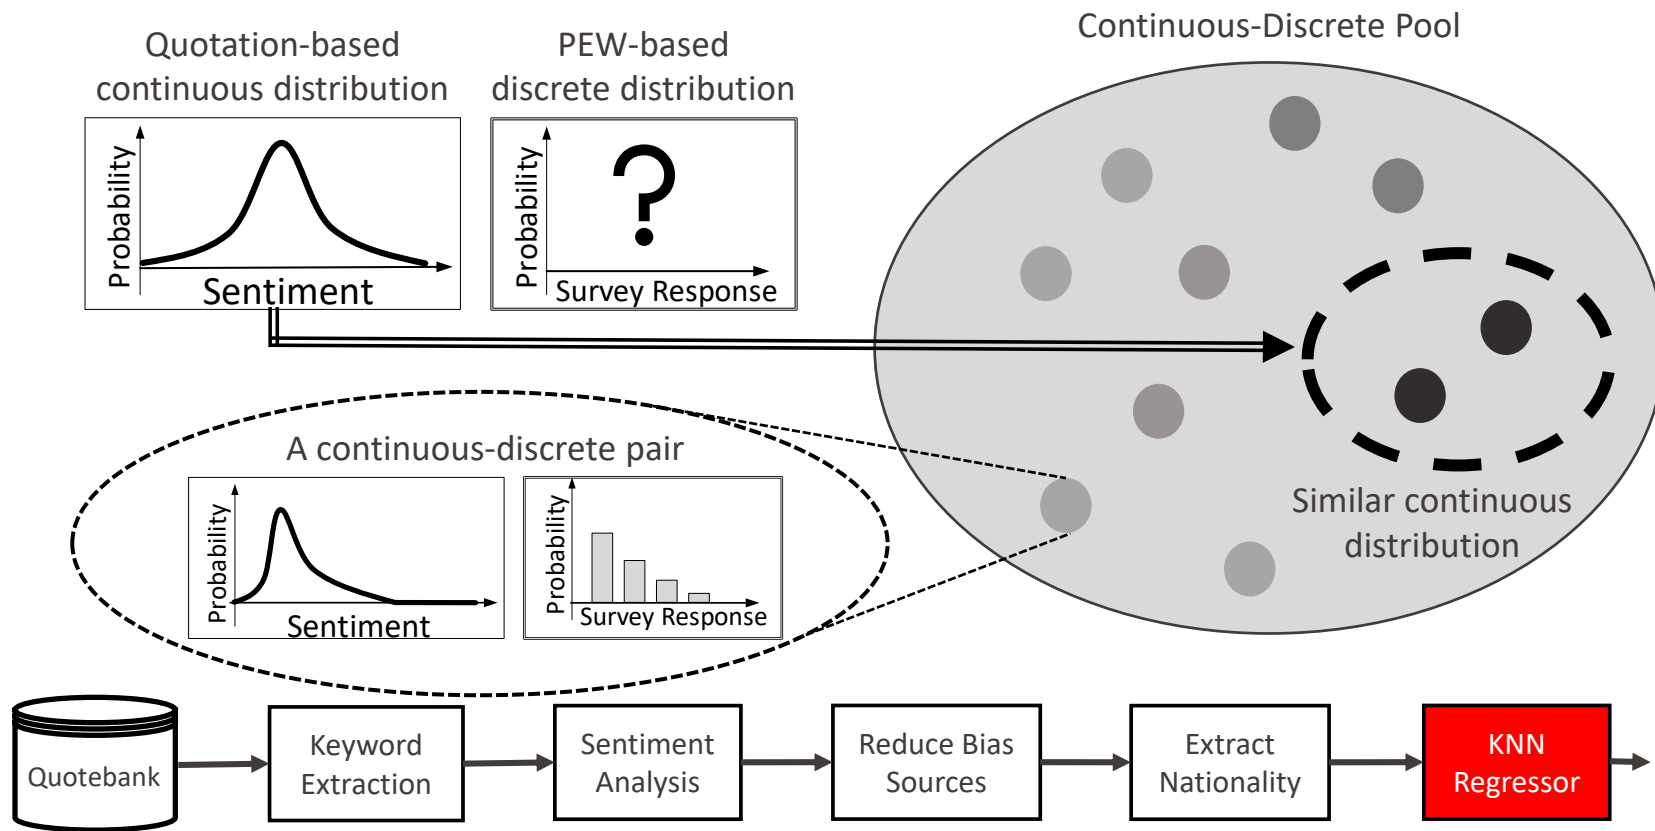 Quotation-based
continuous distribution
PEW-based
discrete distribution
Continuous-Discrete Pool
Probability
Sentiment
Probability
?
Survey Response
A continuous-discrete pair
Probability
Sentiment
Probability
Survey Response
Similar continuous
distribution
Quotebank
Keyword
Extraction
Sentiment
Analysis
Reduce Bias
Sources
Extract
Nationality
KNN
Regressor